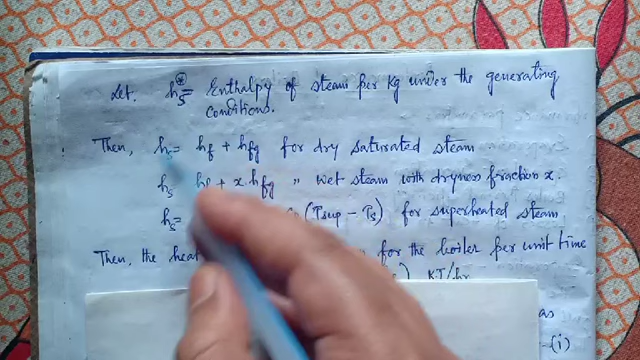 Let. hs* = Enthalpy of steam per kg under the generating
conditions.
Then, hs = hf + hfg for dry saturated steam
hs hf + x.hfg " wet steam with dryness fraction x.
hs = (Tsup - Ts) for superheated steam
Then, the heat for the boiler per unit time
) KJ/hr
as
-(i)